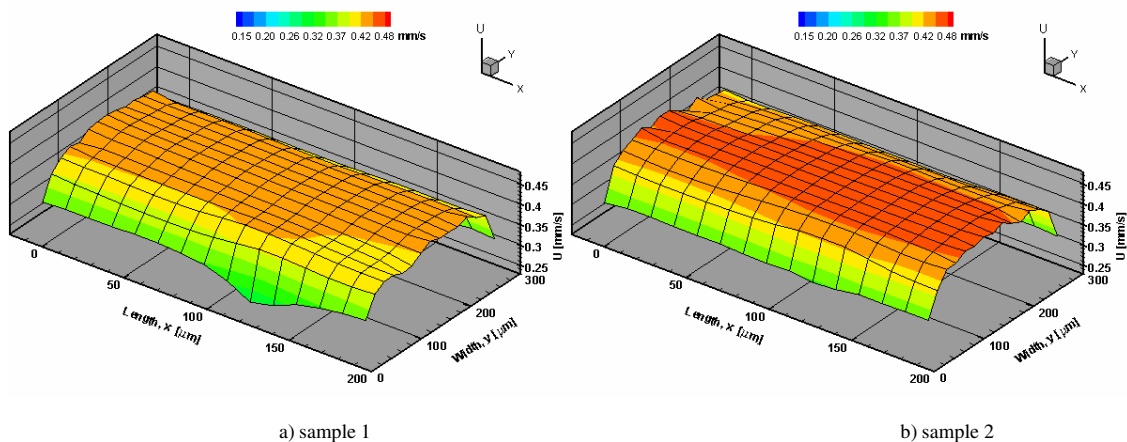 0.15 0.20 0.26 0.32 0.37 0.42 0.48 mm/s
U
Y
X
0.45
0.4
0.35
0.3
0.25
U [mm/s]
0
50
100
150
200
Length, x [μm]
0
100
200
300
Width, y [μm]
a) sample 1
0.15 0.20 0.26 0.32 0.37 0.42 0.48 mm/s
U
Y
X
0.45
0.4
0.35
0.3
0.25
U [mm/s]
0
50
100
150
200
Length, x [μm]
0
100
200
300
Width, y [μm]
b) sample 2